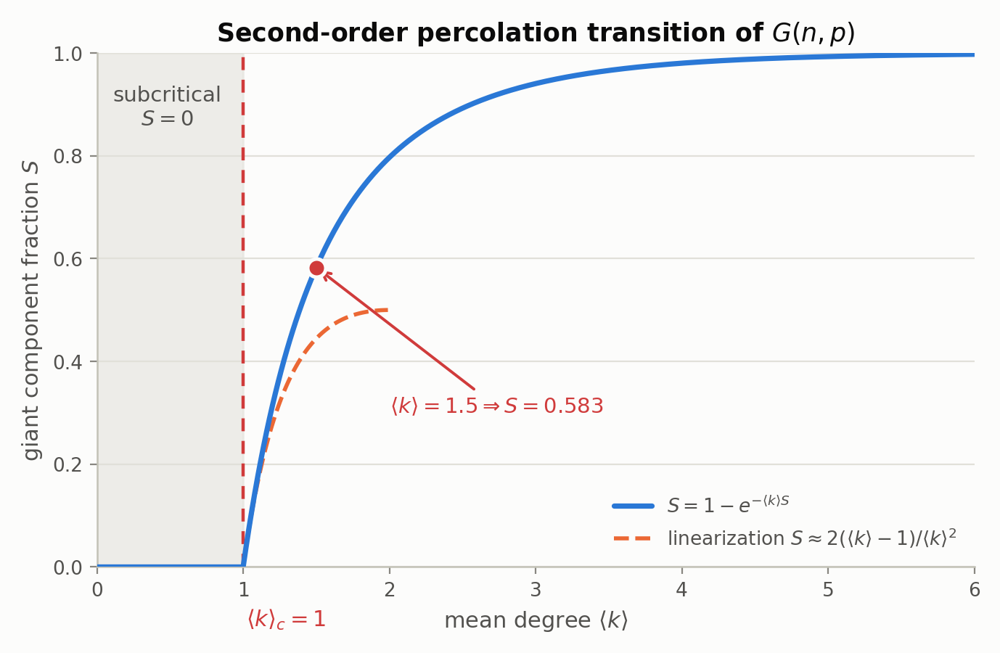 Second-order percolation transition of G(n, p)
giant component fraction S
1.0
0.8
0.6
0.4
0.2
0.0
subcritical
S = 0
⟨k⟩ = 1.5 ⇒ S = 0.583
S = 1 − e^{−⟨k⟩S}
linearization S ≈ 2(⟨k⟩ − 1)/⟨k⟩²
0 1 2 3 4 5 6
⟨k⟩_c = 1
mean degree ⟨k⟩